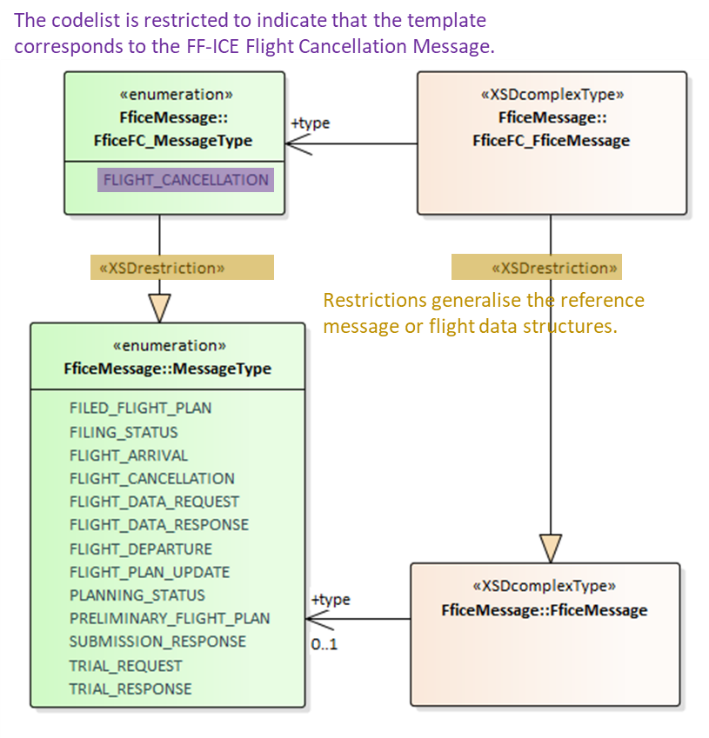 The codelist is restricted to indicate that the template
corresponds to the FF-ICE Flight Cancellation Message.
«enumeration»
FficeMessage::
FficeFC_MessageType
FLIGHT_CANCELLATION
+type
«XSDcomplexType»
FficeMessage::
FficeFC_FficeMessage
«XSDrestriction»
«XSDrestriction»
Restrictions generalise the reference
message or flight data structures.
«enumeration»
FficeMessage::MessageType
FILED_FLIGHT_PLAN
FILING_STATUS
FLIGHT_ARRIVAL
FLIGHT_CANCELLATION
FLIGHT_DATA_REQUEST
FLIGHT_DATA_RESPONSE
FLIGHT_DEPARTURE
FLIGHT_PLAN_UPDATE
PLANNING_STATUS
PRELIMINARY_FLIGHT_PLAN
SUBMISSION_RESPONSE
TRIAL_REQUEST
TRIAL_RESPONSE
+type
0..1
«XSDcomplexType»
FficeMessage::FficeMessage